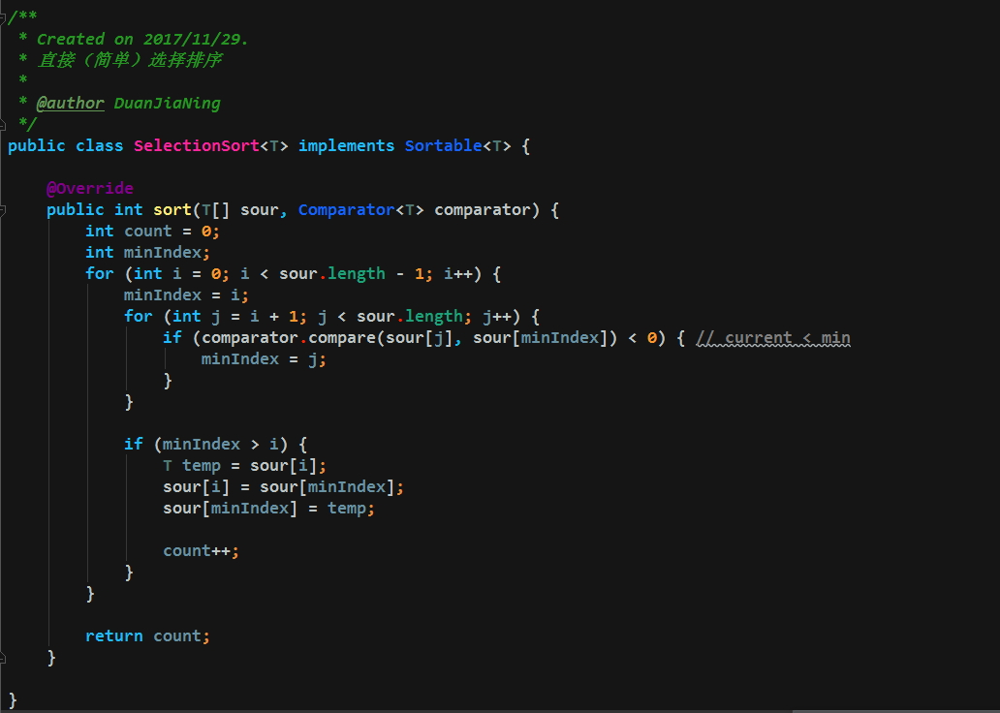 /**
 * Created on 2017/11/29.
 * 直接（简单）选择排序
 *
 * @author DuanJiaNing
 */
public class SelectionSort<T> implements Sortable<T> {

    @Override
    public int sort(T[] sour, Comparator<T> comparator) {
        int count = 0;
        int minIndex;
        for (int i = 0; i < sour.length - 1; i++) {
            minIndex = i;
            for (int j = i + 1; j < sour.length; j++) {
                if (comparator.compare(sour[j], sour[minIndex]) < 0) { // current < min
                    minIndex = j;
                }
            }

            if (minIndex > i) {
                T temp = sour[i];
                sour[i] = sour[minIndex];
                sour[minIndex] = temp;

                count++;
            }
        }

        return count;
    }

}